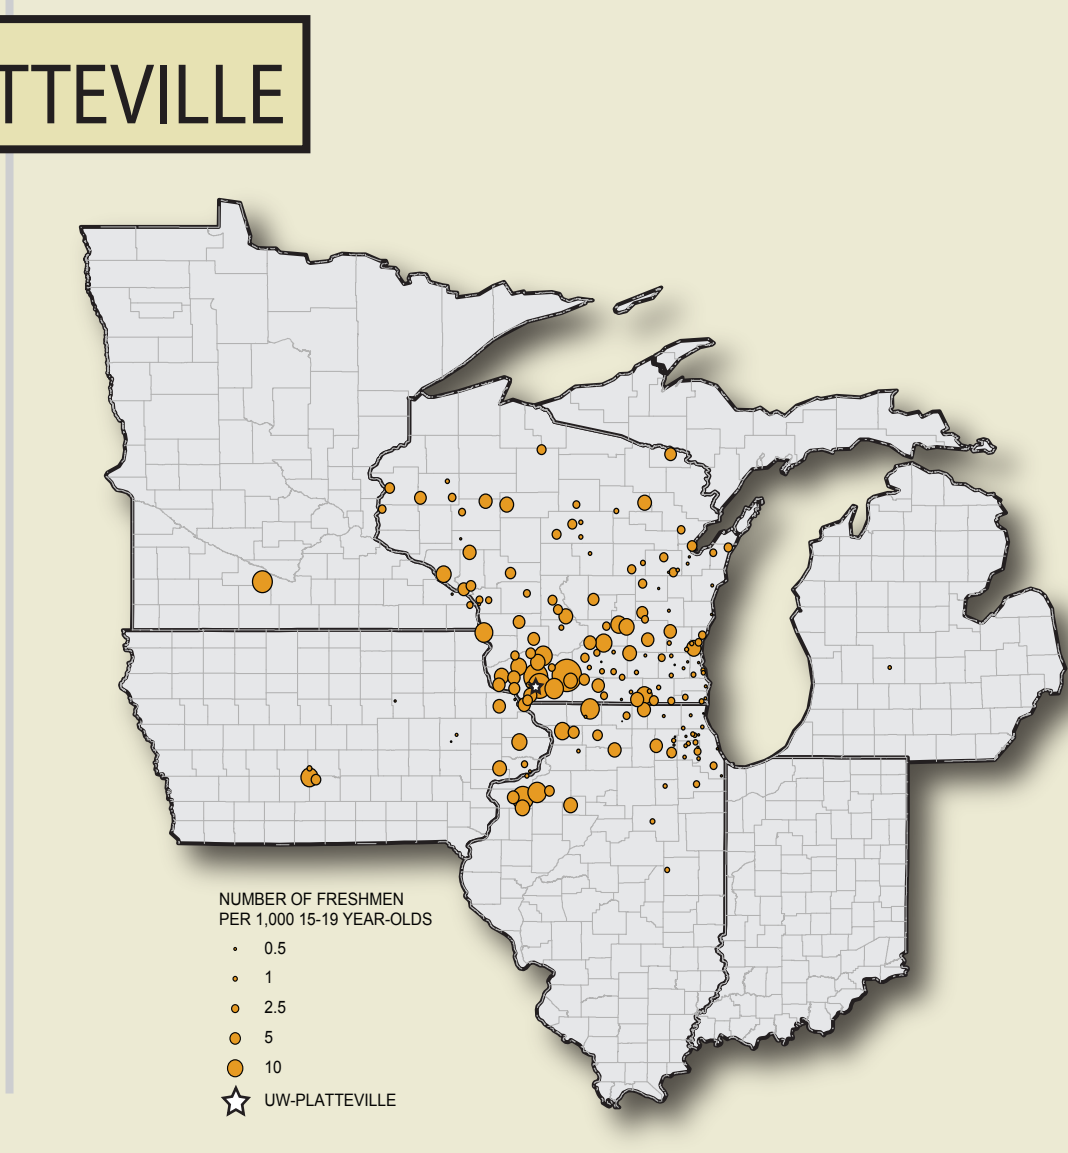 TTEVILLE
NUMBER OF FRESHMEN
PER 1,000 15-19 YEAR-OLDS
0.5
1
2.5
5
10
UW-PLATTEVILLE